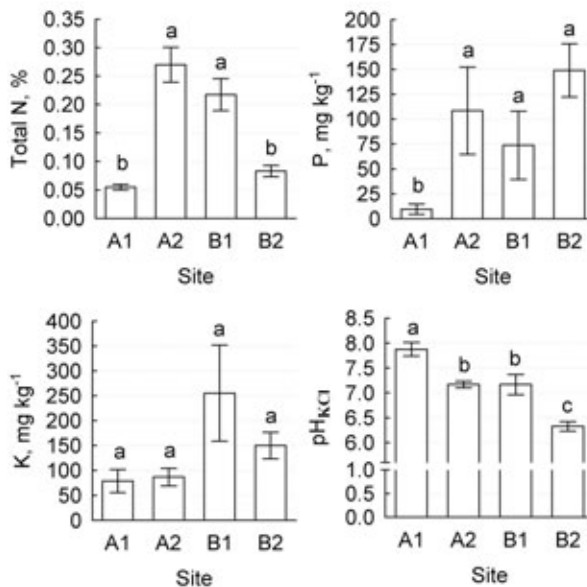 Total N, %
0.35
0.30
0.25
0.20
0.15
0.10
0.05
0.00
b
a
a
b
A1 A2 B1 B2
Site
P, mg kg⁻¹
200
175
150
125
100
75
50
25
0
b
a
a
a
A1 A2 B1 B2
Site
K, mg kg⁻¹
400
350
300
250
200
150
100
50
0
a
a
a
a
A1 A2 B1 B2
Site
pH_KCl
8.5
8.0
7.5
7.0
6.5
6.0
1.0
0.5
0.0
a
b
b
c
A1 A2 B1 B2
Site